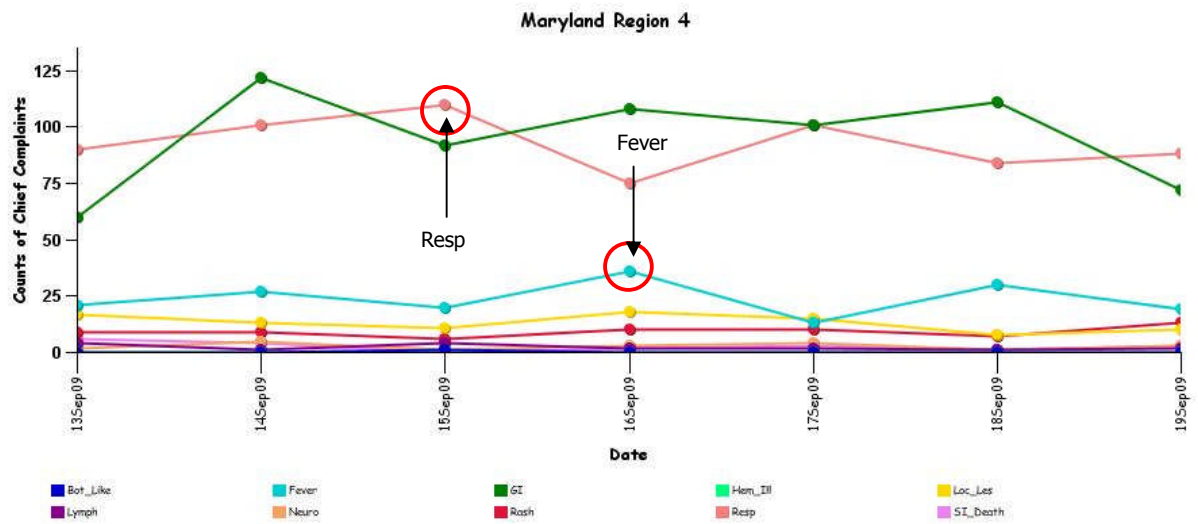 Maryland Region 4
Counts of Chief Complaints
125
100
75
50
25
0
Resp
Fever
13Sep09
14Sep09
15Sep09
16Sep09
17Sep09
18Sep09
19Sep09
Date
Bot_Like
Fever
GI
Hem_Ill
Loc_Les
Lymph
Neuro
Rash
Resp
SI_Death